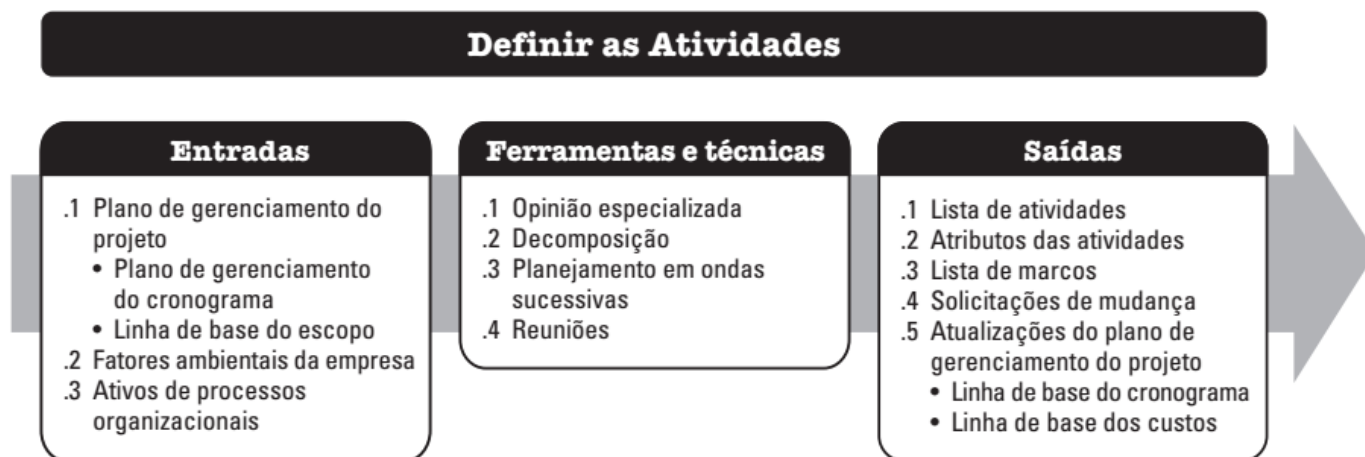 Definir as Atividades
Entradas
.1 Plano de gerenciamento do
projeto
• Plano de gerenciamento
do cronograma
• Linha de base do escopo
.2 Fatores ambientais da empresa
.3 Ativos de processos
organizacionais
Ferramentas e técnicas
.1 Opinião especializada
.2 Decomposição
.3 Planejamento em ondas
sucessivas
.4 Reuniões
Saídas
.1 Lista de atividades
.2 Atributos das atividades
.3 Lista de marcos
.4 Solicitações de mudança
.5 Atualizações do plano de
gerenciamento do projeto
• Linha de base do cronograma
• Linha de base dos custos